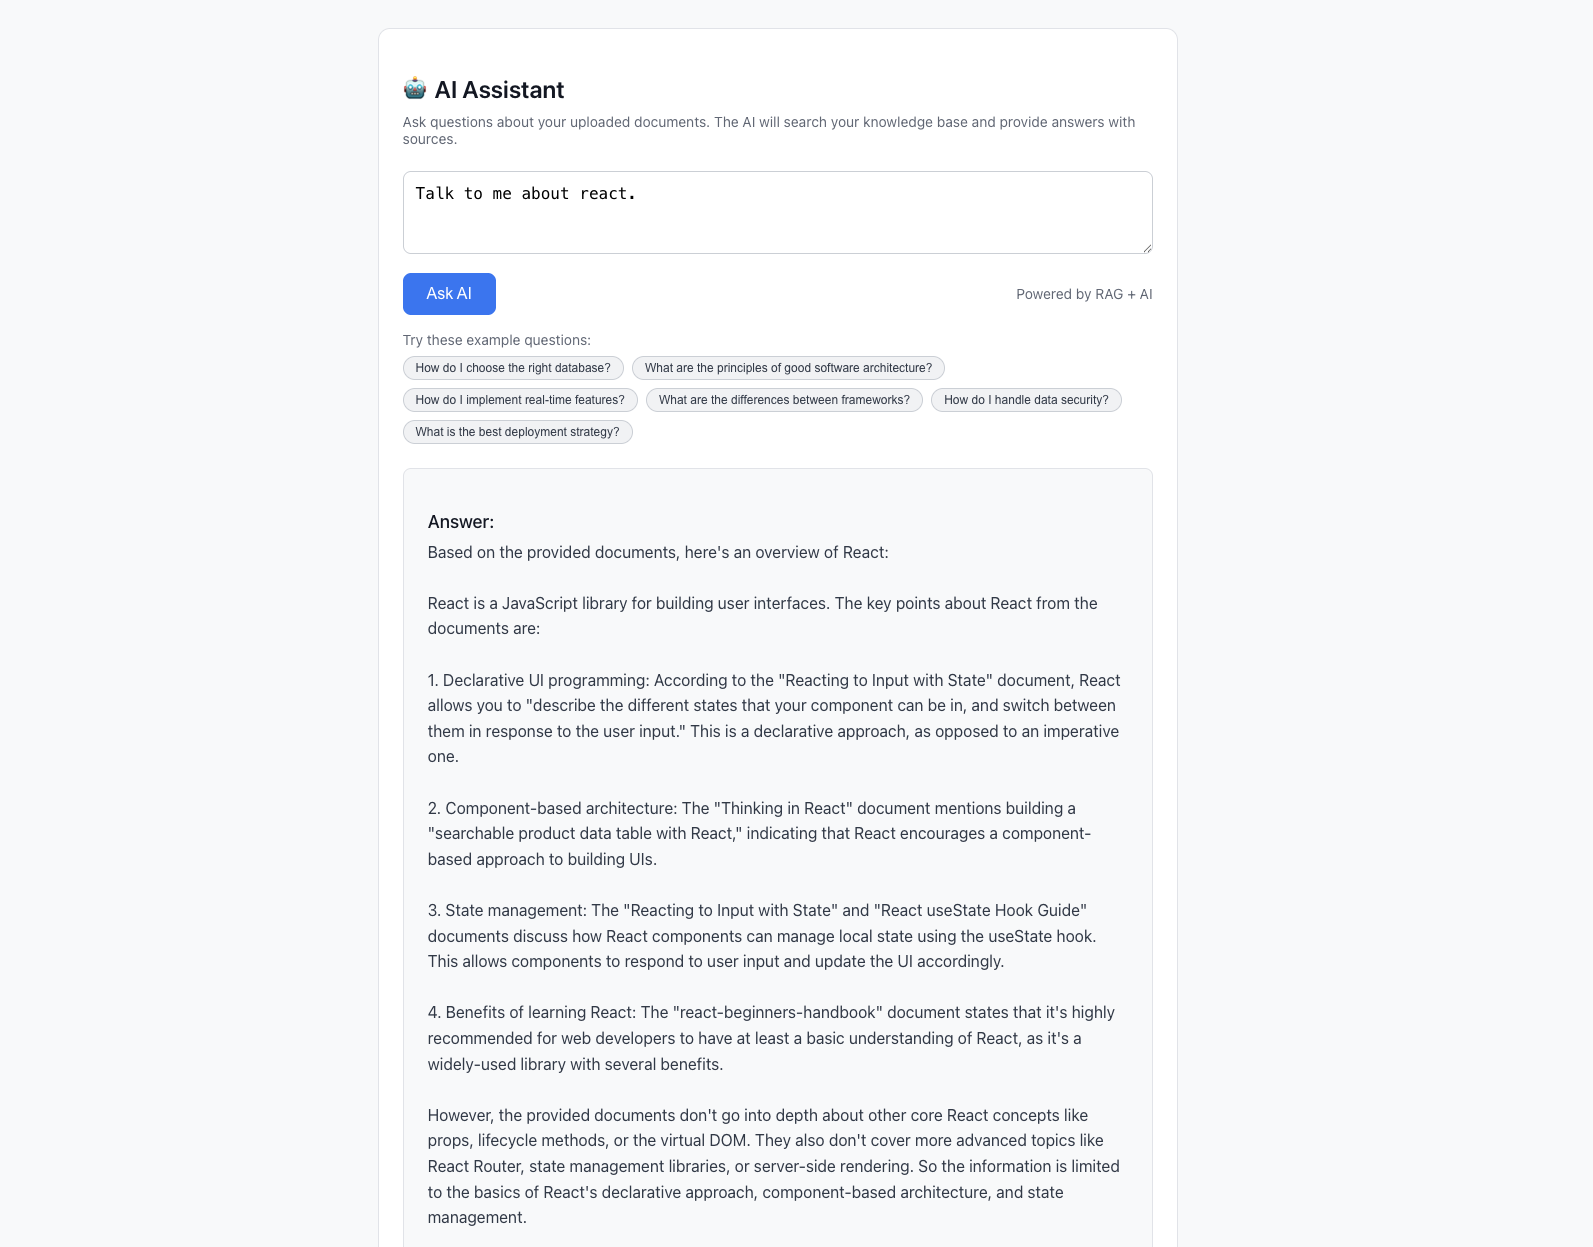 AI Assistant
Ask questions about your uploaded documents. The AI will search your knowledge base and provide answers with
sources.
Talk to me about react.
Ask AI
Powered by RAG + AI
Try these example questions:
How do I choose the right database?
What are the principles of good software architecture?
How do I implement real-time features?
What are the differences between frameworks?
How do I handle data security?
What is the best deployment strategy?
Answer:
Based on the provided documents, here's an overview of React:
React is a JavaScript library for building user interfaces. The key points about React from the
documents are:
1. Declarative UI programming: According to the "Reacting to Input with State" document, React
allows you to "describe the different states that your component can be in, and switch between
them in response to the user input." This is a declarative approach, as opposed to an imperative
one.
2. Component-based architecture: The "Thinking in React" document mentions building a
"searchable product data table with React," indicating that React encourages a component-
based approach to building UIs.
3. State management: The "Reacting to Input with State" and "React useState Hook Guide"
documents discuss how React components can manage local state using the useState hook.
This allows components to respond to user input and update the UI accordingly.
4. Benefits of learning React: The "react-beginners-handbook" document states that it's highly
recommended for web developers to have at least a basic understanding of React, as it's a
widely-used library with several benefits.
However, the provided documents don't go into depth about other core React concepts like
props, lifecycle methods, or the virtual DOM. They also don't cover more advanced topics like
React Router, state management libraries, or server-side rendering. So the information is limited
to the basics of React's declarative approach, component-based architecture, and state
management.